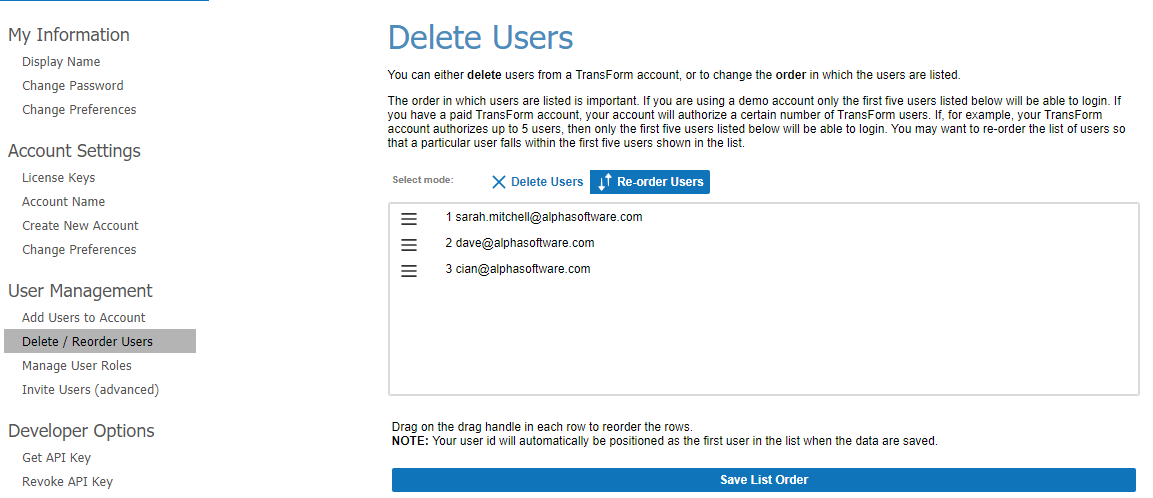 My Information
Display Name
Change Password
Change Preferences
Account Settings
License Keys
Account Name
Create New Account
Change Preferences
User Management
Add Users to Account
Delete / Reorder Users
Manage User Roles
Invite Users (advanced)
Developer Options
Get API Key
Revoke API Key
Delete Users
You can either delete users from a TransForm account, or to change the order in which the users are listed.
The order in which users are listed is important. If you are using a demo account only the first five users listed below will be able to login. If
you have a paid TransForm account, your account will authorize a certain number of TransForm users. If, for example, your TransForm
account authorizes up to 5 users, then only the first five users listed below will be able to login. You may want to re-order the list of users so
that a particular user falls within the first five users shown in the list.
Select mode: Delete Users Re-order Users
1 sarah.mitchell@alphasoftware.com
2 dave@alphasoftware.com
3 cian@alphasoftware.com
Drag on the drag handle in each row to reorder the rows.
NOTE: Your user id will automatically be positioned as the first user in the list when the data are saved.
Save List Order